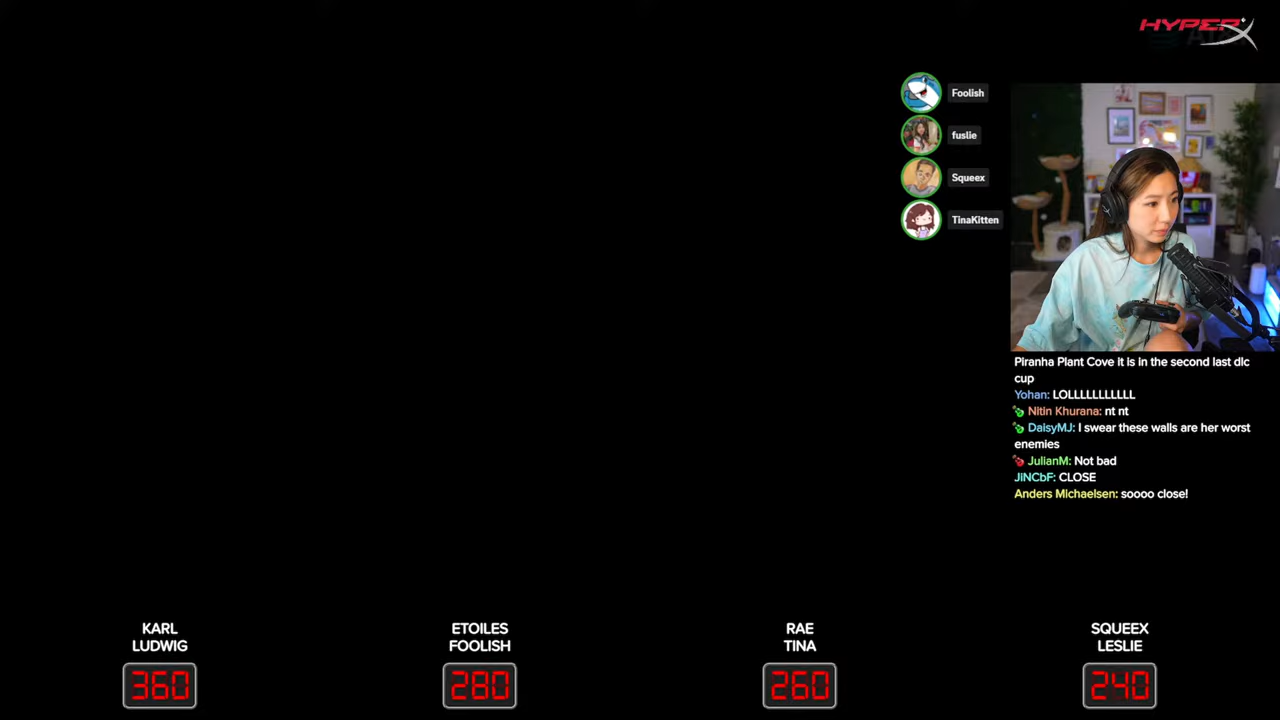 HYPERX
Foolish
fuslie
Squeex
TinaKitten
Piranha Plant Cove it is in the second last dlc
cup
Yohan: LOLLLLLLLLLL
Nitin Khurana: nt nt
DaisyMJ: I swear these walls are her worst
enemies
JulianM: Not bad
JiNCbF: CLOSE
Anders Michaelsen: soooo close!
KARL
LUDWIG
360
ETOILES
FOOLISH
280
RAE
TINA
260
SQUEEX
LESLIE
240